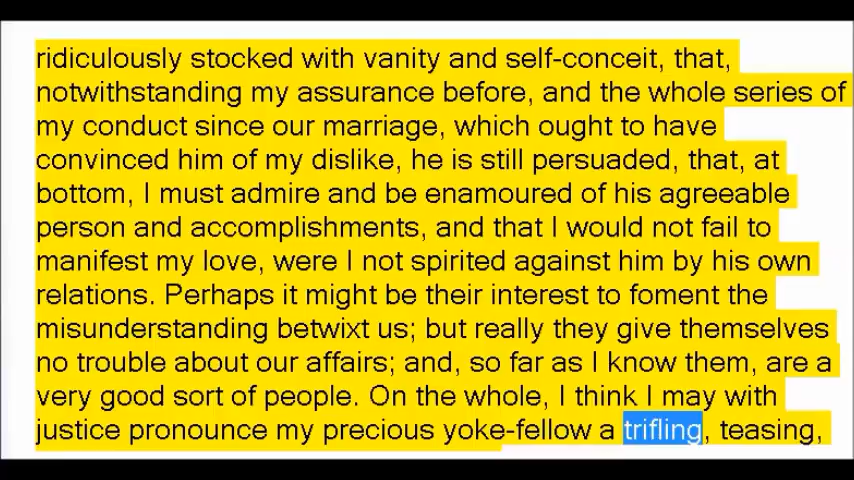 ridiculously stocked with vanity and self-conceit, that,
notwithstanding my assurance before, and the whole series of
my conduct since our marriage, which ought to have
convinced him of my dislike, he is still persuaded, that, at
bottom, I must admire and be enamoured of his agreeable
person and accomplishments, and that I would not fail to
manifest my love, were I not spirited against him by his own
relations. Perhaps it might be their interest to foment the
misunderstanding betwixt us; but really they give themselves
no trouble about our affairs; and, so far as I know them, are a
very good sort of people. On the whole, I think I may with
justice pronounce my precious yoke-fellow a trifling, teasing,